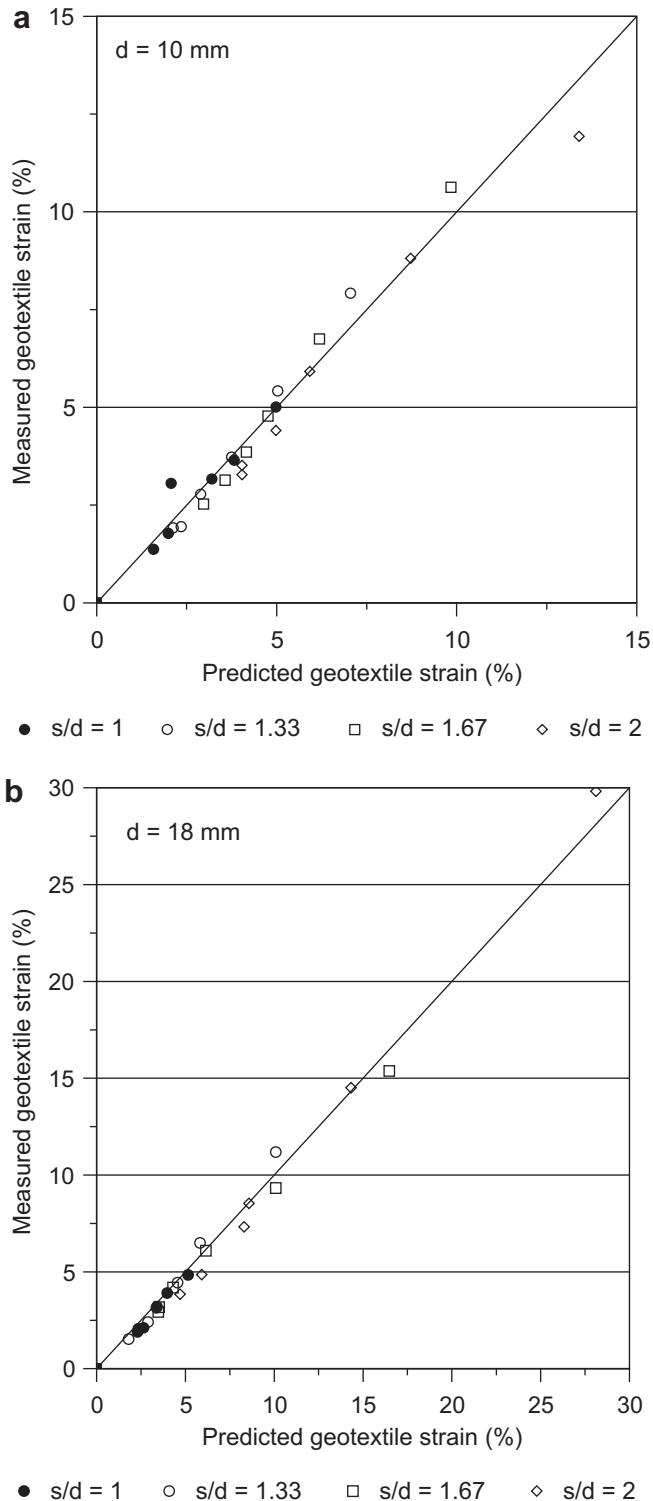 a
15
d = 10 mm
10
5
0
Measured geotextile strain (%)
0 5 10 15
Predicted geotextile strain (%)
s/d = 1 s/d = 1.33 s/d = 1.67 s/d = 2
b
30
d = 18 mm
25
20
15
10
5
0
Measured geotextile strain (%)
0 5 10 15 20 25 30
Predicted geotextile strain (%)
s/d = 1 s/d = 1.33 s/d = 1.67 s/d = 2